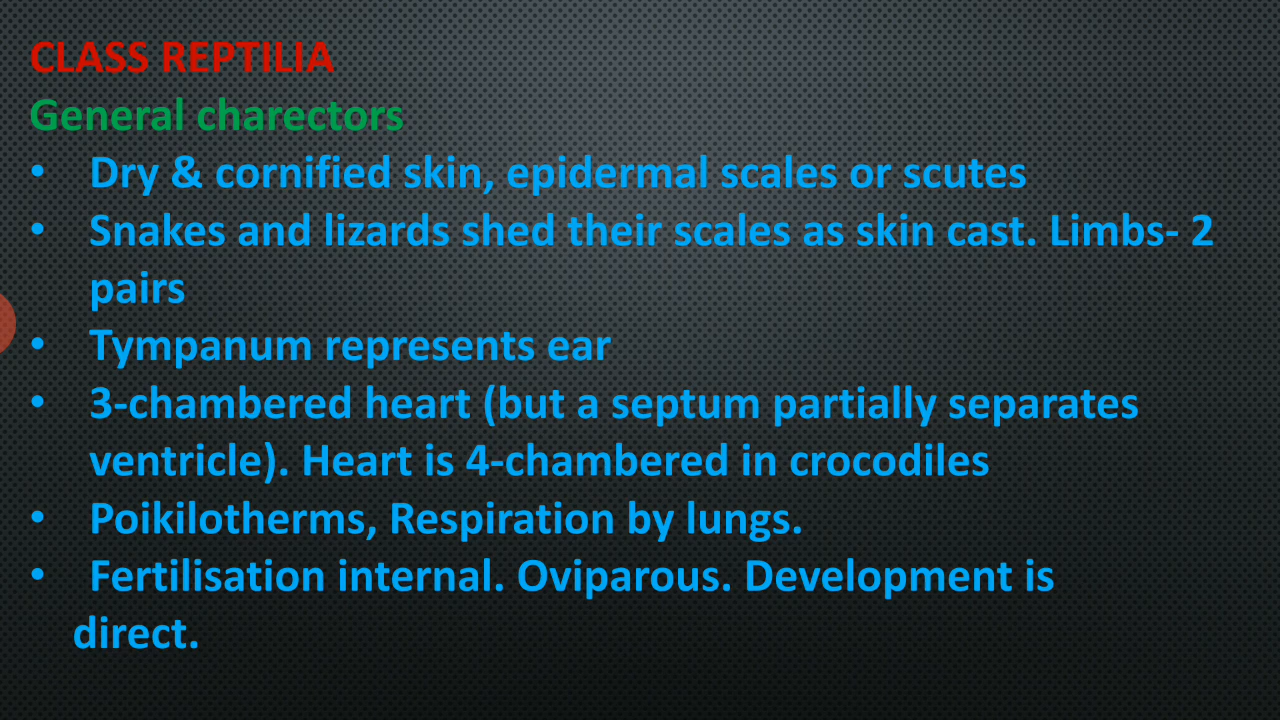 CLASS REPTILIA
General charectors
• Dry & cornified skin, epidermal scales or scutes
• Snakes and lizards shed their scales as skin cast. Limbs- 2
pairs
• Tympanum represents ear
• 3-chambered heart (but a septum partially separates
ventricle). Heart is 4-chambered in crocodiles
• Poikilotherms, Respiration by lungs.
• Fertilisation internal. Oviparous. Development is
direct.